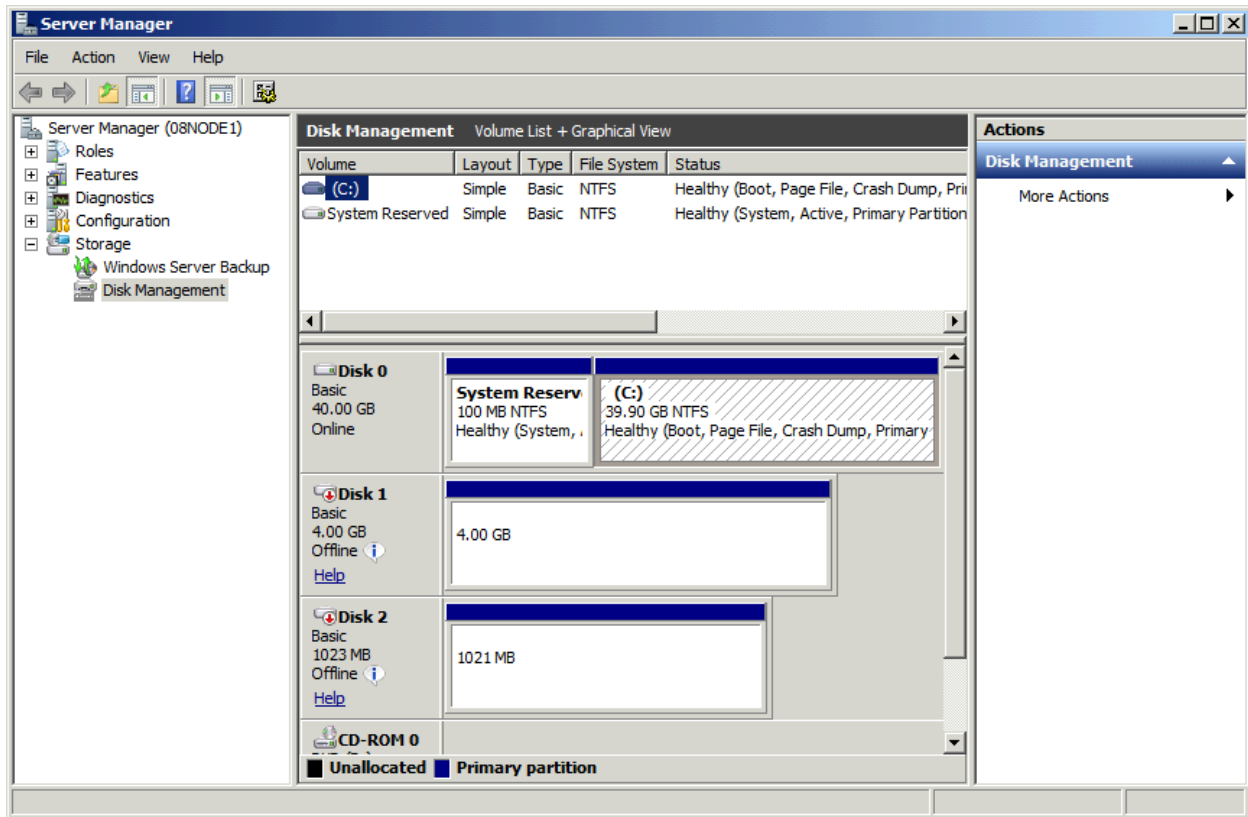 Server Manager
File Action View Help
Server Manager (08NODE1)
Roles
Features
Diagnostics
Configuration
Storage
Windows Server Backup
Disk Management
Disk Management Volume List + Graphical View
Volume Layout Type File System Status
(C:) Simple Basic NTFS Healthy (Boot, Page File, Crash Dump, Pri
System Reserved Simple Basic NTFS Healthy (System, Active, Primary Partition
Disk 0
Basic
40.00 GB
Online
System Reserv
100 MB NTFS
Healthy (System,
(C:)
39.90 GB NTFS
Healthy (Boot, Page File, Crash Dump, Primary
Disk 1
Basic
4.00 GB
Offline
Help
4.00 GB
Disk 2
Basic
1023 MB
Offline
Help
1021 MB
CD-ROM 0
Unallocated Primary partition
Actions
Disk Management
More Actions